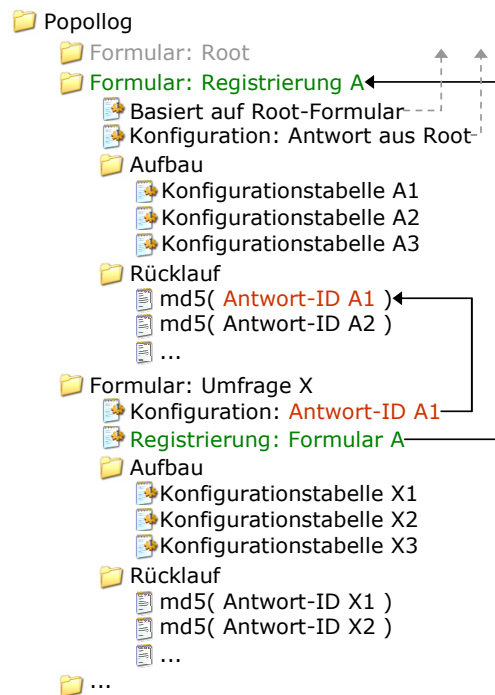 Popollog
Formular: Root
Formular: Registrierung A
Basiert auf Root-Formular
Konfiguration: Antwort aus Root
Aufbau
Konfigurationstabelle A1
Konfigurationstabelle A2
Konfigurationstabelle A3
Rücklauf
md5( Antwort-ID A1 )
md5( Antwort-ID A2 )
...
Formular: Umfrage X
Konfiguration: Antwort-ID A1
Registrierung: Formular A
Aufbau
Konfigurationstabelle X1
Konfigurationstabelle X2
Konfigurationstabelle X3
Rücklauf
md5( Antwort-ID X1 )
md5( Antwort-ID X2 )
...
...